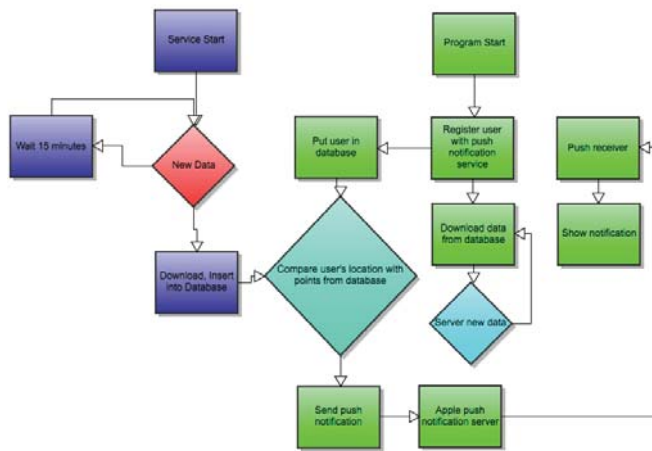 Service Start
Program Start
Wait 15 minutes
New Data
Put user in
database
Register user
with push
notification
service
Push receiver
Download, Insert
into Database
Compare user's location with
points from database
Download data
from database
Show notification
Server new data
Send push
notification
Apple push
notification server